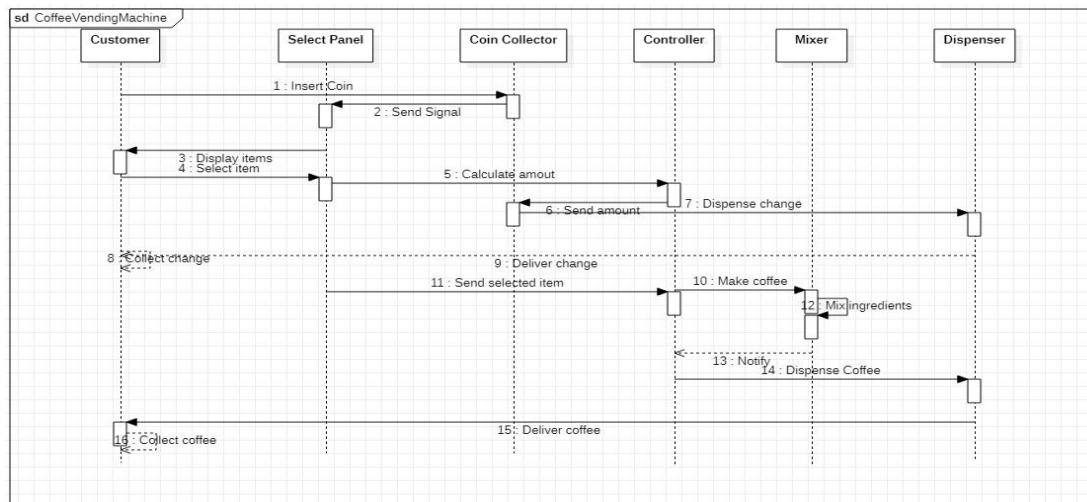 sd CoffeeVendingMachine
Customer
Select Panel
Coin Collector
Controller
Mixer
Dispenser
1 : Insert Coin
2 : Send Signal
3 : Display items
4 : Select item
5 : Calculate amout
6 : Send amount
7 : Dispense change
8 : Collect change
9 : Deliver change
10 : Make coffee
11 : Send selected item
12 : Mix ingredients
13 : Notify
14 : Dispense Coffee
15 : Deliver coffee
16 : Collect coffee